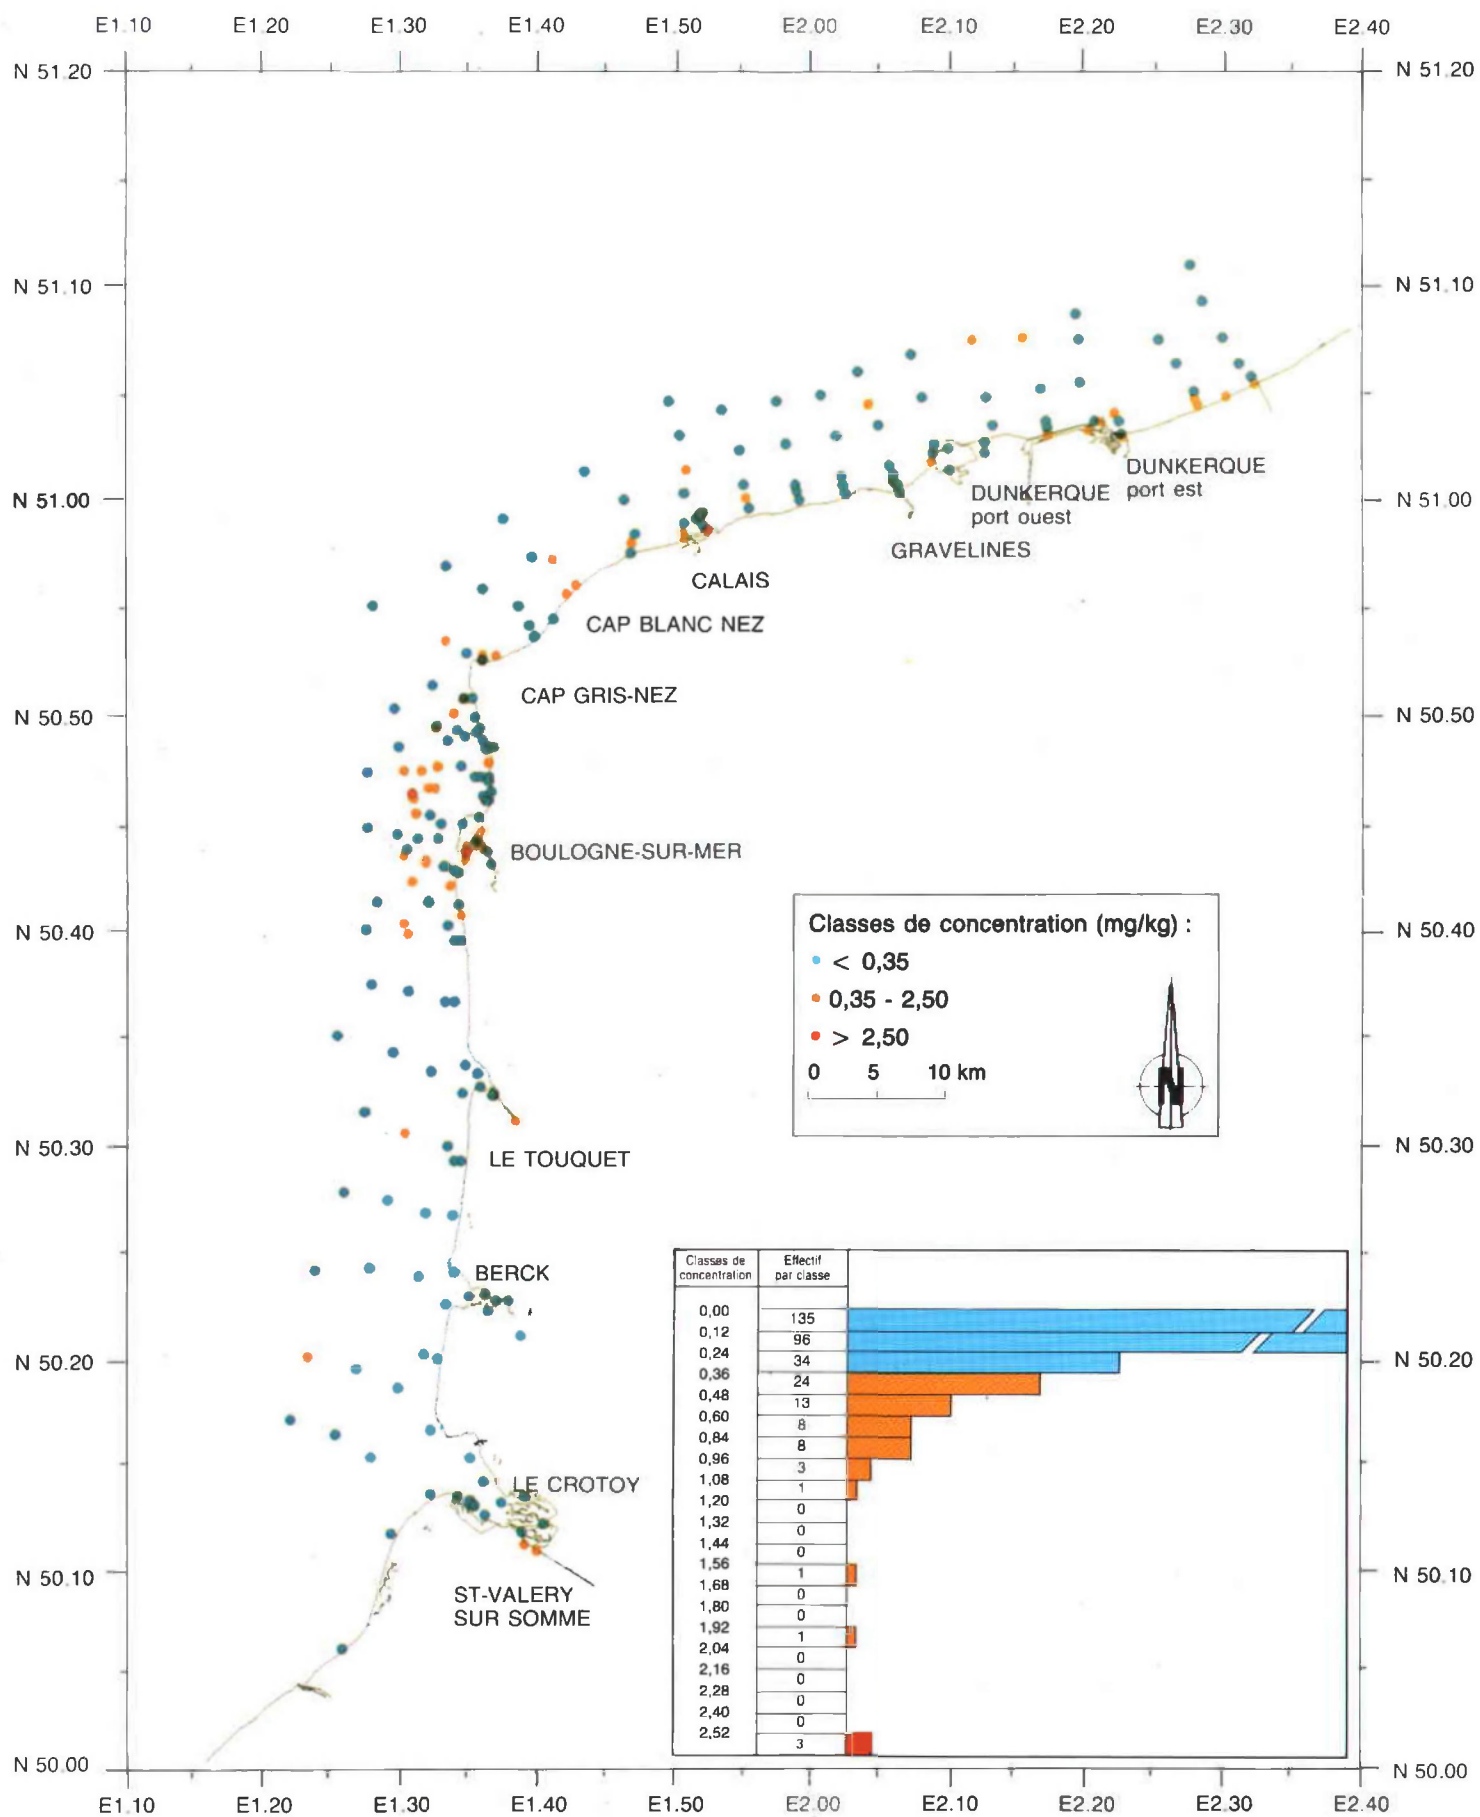 E1.10 E1.20 E1.30 E1.40 E1.50 E2.00 E2.10 E2.20 E2.30 E2.40
N 51.20 N 51.20
N 51.10 N 51.10
DUNKERQUE
port est
N 51.00 DUNKERQUE N 51.00
port ouest
GRAVELINES
CALAIS
CAP BLANC NEZ
CAP GRIS-NEZ
N 50.50 N 50.50
BOULOGNE-SUR-MER
Classes de concentration (mg/kg) :
N 50.40 N 50.40
< 0,35
0,35 - 2,50
> 2,50
0 5 10 km
N
N 50.30 N 50.30
LE TOUQUET
BERCK
Classes de concentration Effectif par classe
0,00
135
0,12
96
0,24
34
N 50.20 N 50.20
0,36
24
0,48
13
0,60
8
0,84
8
0,96
3
1,08
1
LE CROTOY
1,20
0
1,32
0
1,44
0
1,56
1
N 50.10 N 50.10
1,68
0
ST-VALERY
SUR SOMME
1,80
0
1,92
1
2,04
0
2,16
0
2,28
0
2,40
0
2,52
3
N 50.00 N 50.00
E1.10 E1.20 E1.30 E1.40 E1.50 E2.00 E2.10 E2.20 E2.30 E2.40